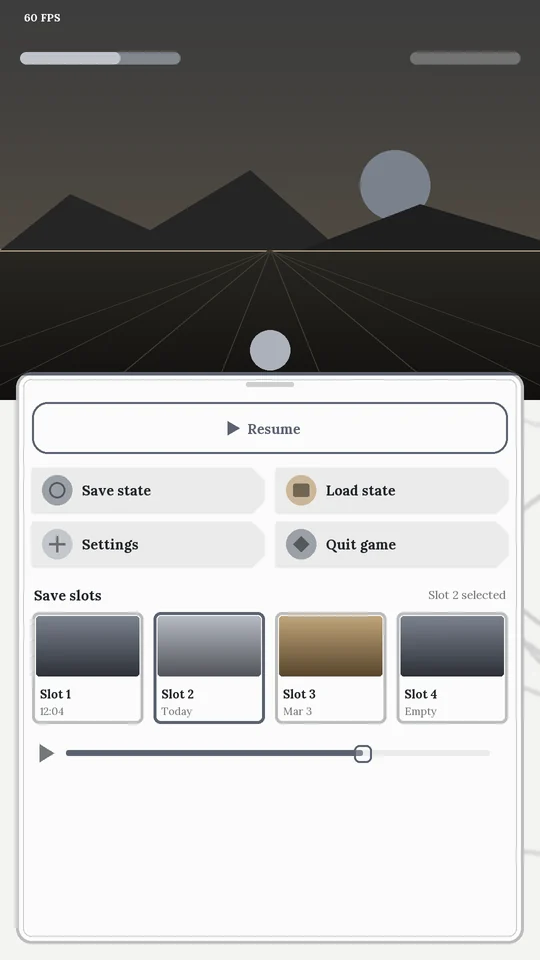 60 FPS
Resume
Save state
Load state
Settings
Quit game
Save slots
Slot 2 selected
Slot 1
12:04
Slot 2
Today
Slot 3
Mar 3
Slot 4
Empty